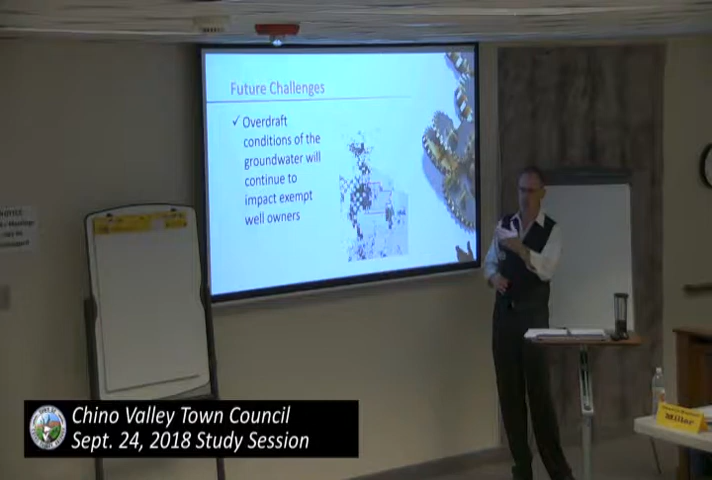 Future Challenges
✓ Overdraft
conditions of the
groundwater will
continue to
impact exempt
well owners
Miller
Chino Valley Town Council
Sept. 24, 2018 Study Session